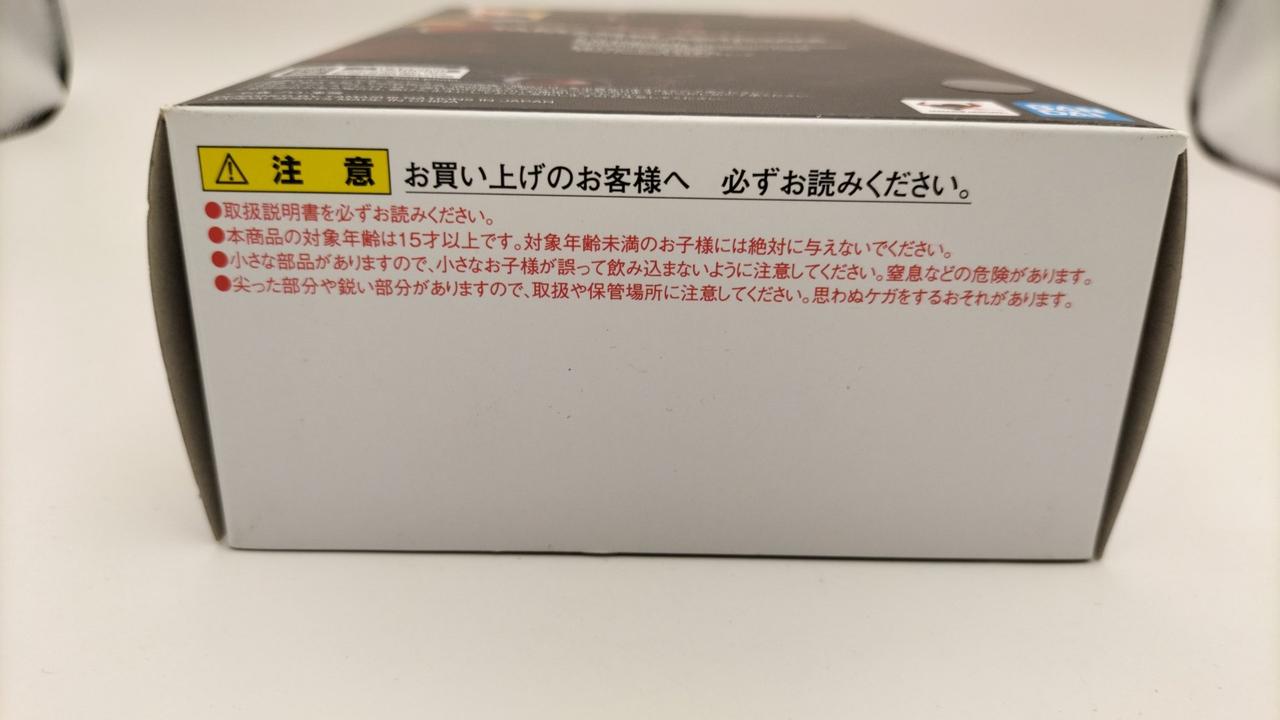 IN JAPAN
BAN
DAI
⚠ 注 意 お買い上げのお客様へ 必ずお読みください。
●取扱説明書を必ずお読みください。
●本商品の対象年齢は15才以上です。対象年齢未満のお子様には絶対に与えないでください。
●小さな部品がありますので、小さなお子様が誤って飲み込まないように注意してください。窒息などの危険があります。
●尖った部分や鋭い部分がありますので、取扱や保管場所に注意してください。思わぬケガをするおそれがあります。